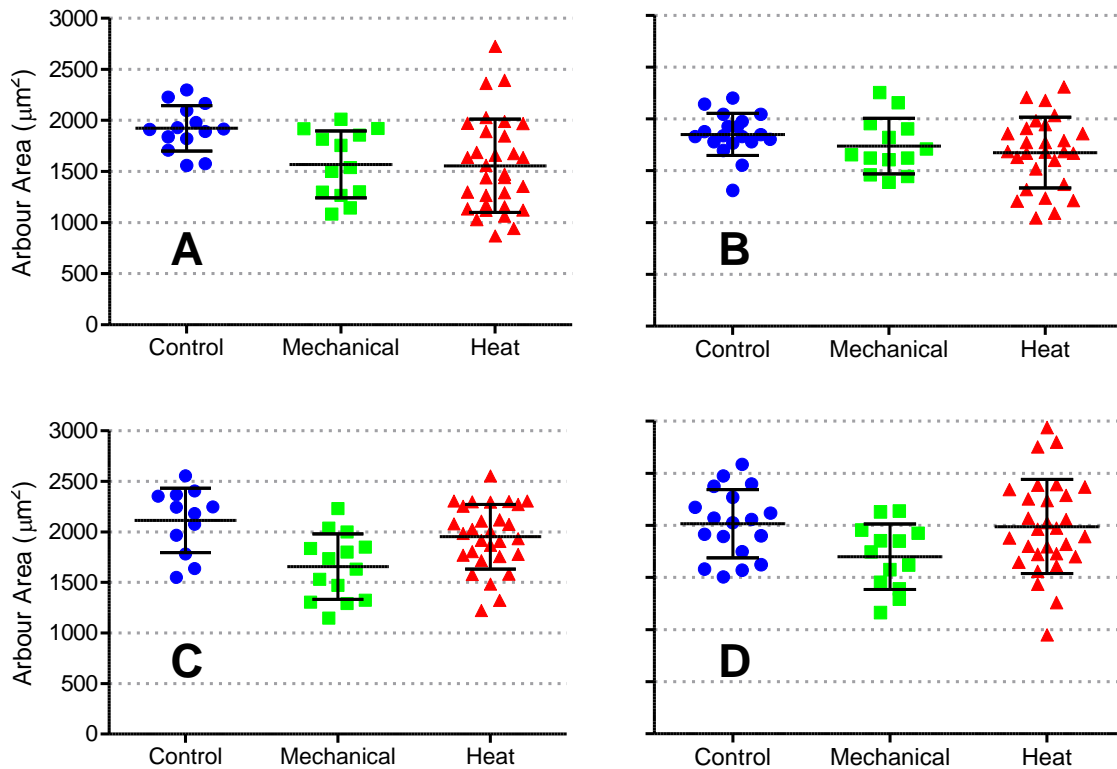 Arbour Area (μm²)
3000
2500
2000
1500
1000
500
0
A
Control Mechanical Heat
B
Control Mechanical Heat
Arbour Area (μm²)
3000
2500
2000
1500
1000
500
0
C
Control Mechanical Heat
D
Control Mechanical Heat